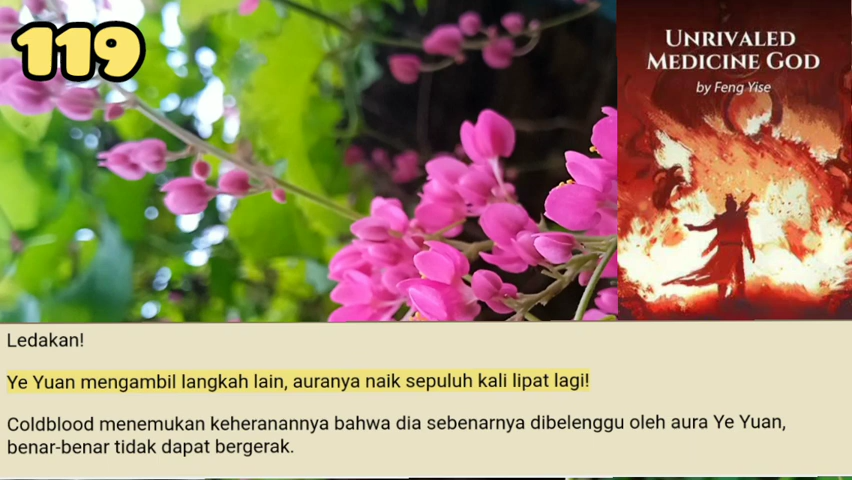 119
UNRIVALED
MEDICINE GOD
by Feng Yise
Ledakan!
Ye Yuan mengambil langkah lain, auranya naik sepuluh kali lipat lagi!
Coldblood menemukan keheranannya bahwa dia sebenarnya dibelenggu oleh aura Ye Yuan,
benar-benar tidak dapat bergerak.